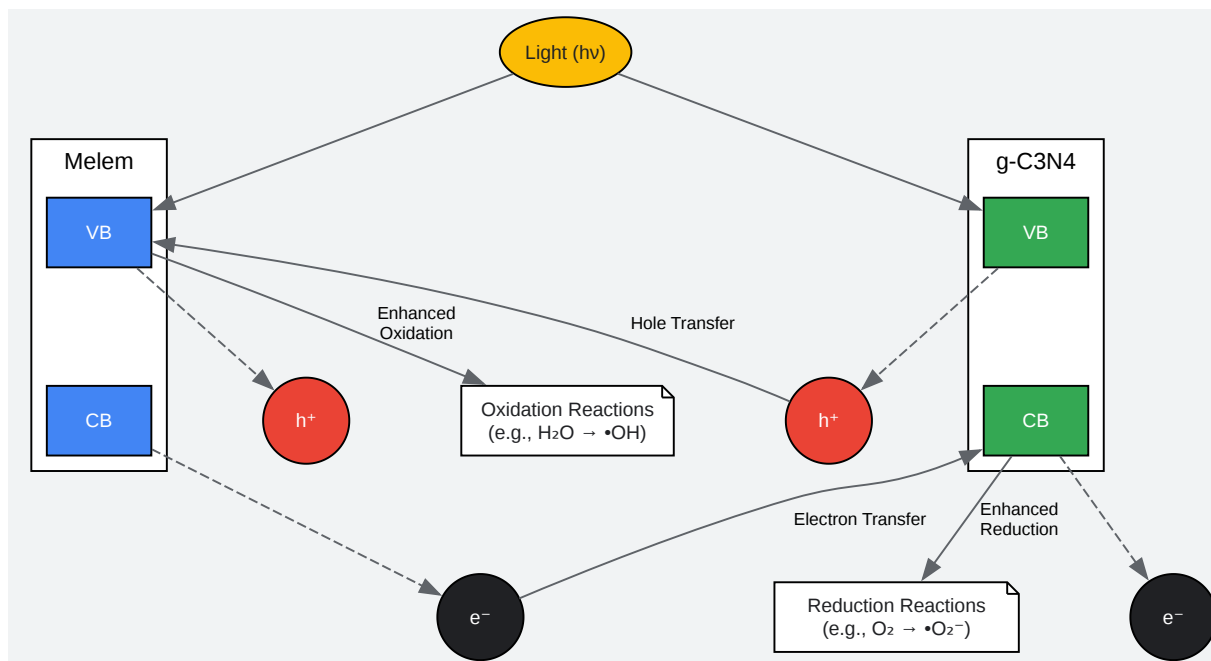 Light (hν)
Melem
g-C3N4
VB
VB
Enhanced
Oxidation
Hole Transfer
CB
h⁺
Oxidation Reactions
(e.g., H₂O → •OH)
h⁺
CB
Electron Transfer
Enhanced
Reduction
e⁻
Reduction Reactions
(e.g., O₂ → •O₂⁻)
e⁻